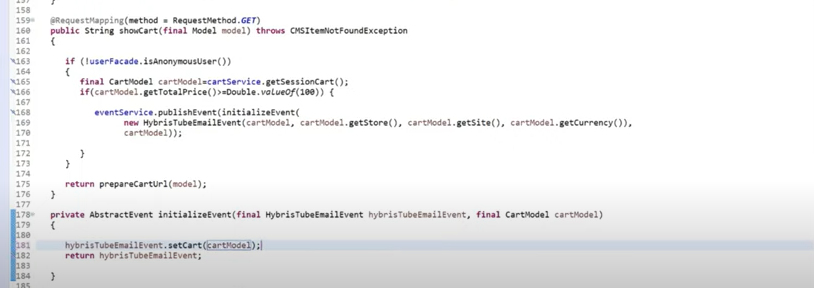 157 }
158
159 @RequestMapping(method = RequestMethod.GET)
160 public String showCart(final Model model) throws CMSItemNotFoundException
161 {
162
163 if (!userFacade.isAnonymousUser())
164 {
165 final CartModel cartModel=cartService.getSessionCart();
166 if(cartModel.getTotalPrice()>=Double.valueOf(100)) {
167
168 eventService.publishEvent(initializeEvent(
169 new HybrisTubeEmailEvent(cartModel, cartModel.getStore(), cartModel.getSite(), cartModel.getCurrency()),
170 cartModel));
171
172 }
173 }
174
175 return prepareCartUrl(model);
176 }
177
178 private AbstractEvent initializeEvent(final HybrisTubeEmailEvent hybrisTubeEmailEvent, final CartModel cartModel)
179 {
180
181 hybrisTubeEmailEvent.setCart(cartModel);
182 return hybrisTubeEmailEvent;
183
184 }
185